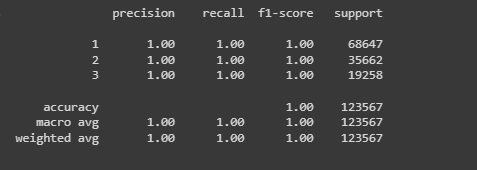 precision recall f1-score support
1 1.00 1.00 1.00 68647
2 1.00 1.00 1.00 35662
3 1.00 1.00 1.00 19258
accuracy 1.00 123567
macro avg 1.00 1.00 1.00 123567
weighted avg 1.00 1.00 1.00 123567